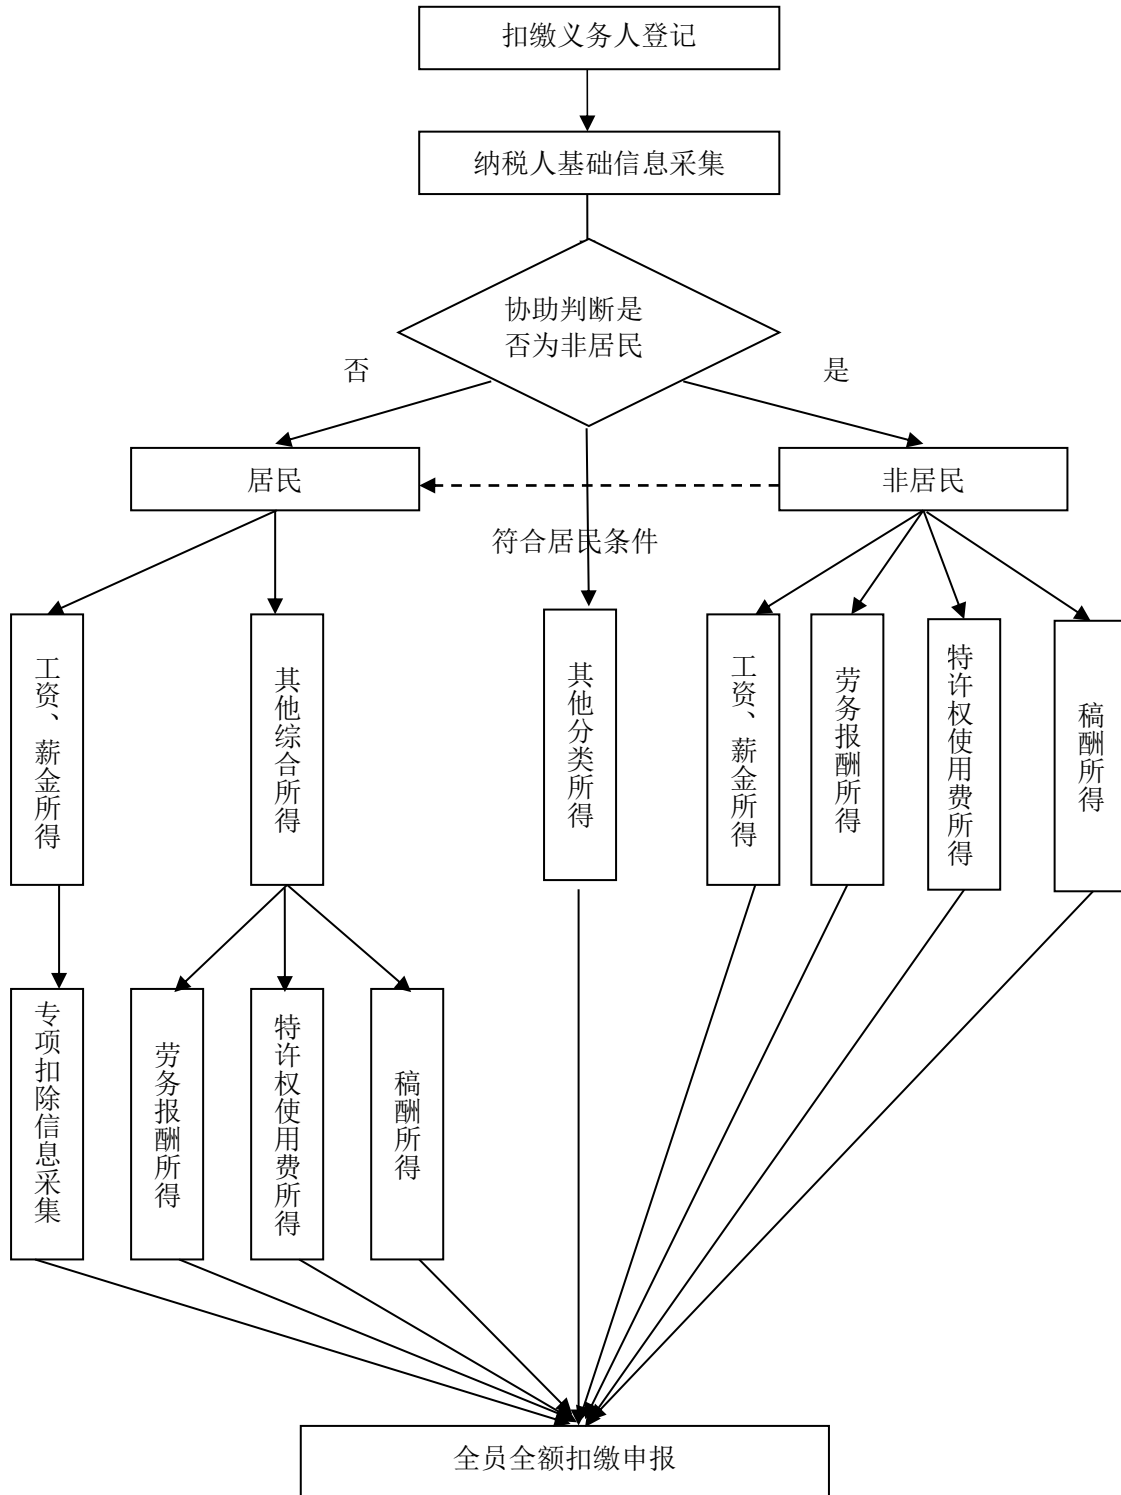 扣缴义务人登记
纳税人基础信息采集
协助判断是
否为非居民
否
是
居民
非居民
符合居民条件
工资、薪金所得
其他综合所得
其他分类所得
工资、薪金所得
劳务报酬所得
特许权使用费所得
稿酬所得
专项扣除信息采集
劳务报酬所得
特许权使用费所得
稿酬所得
全员全额扣缴申报